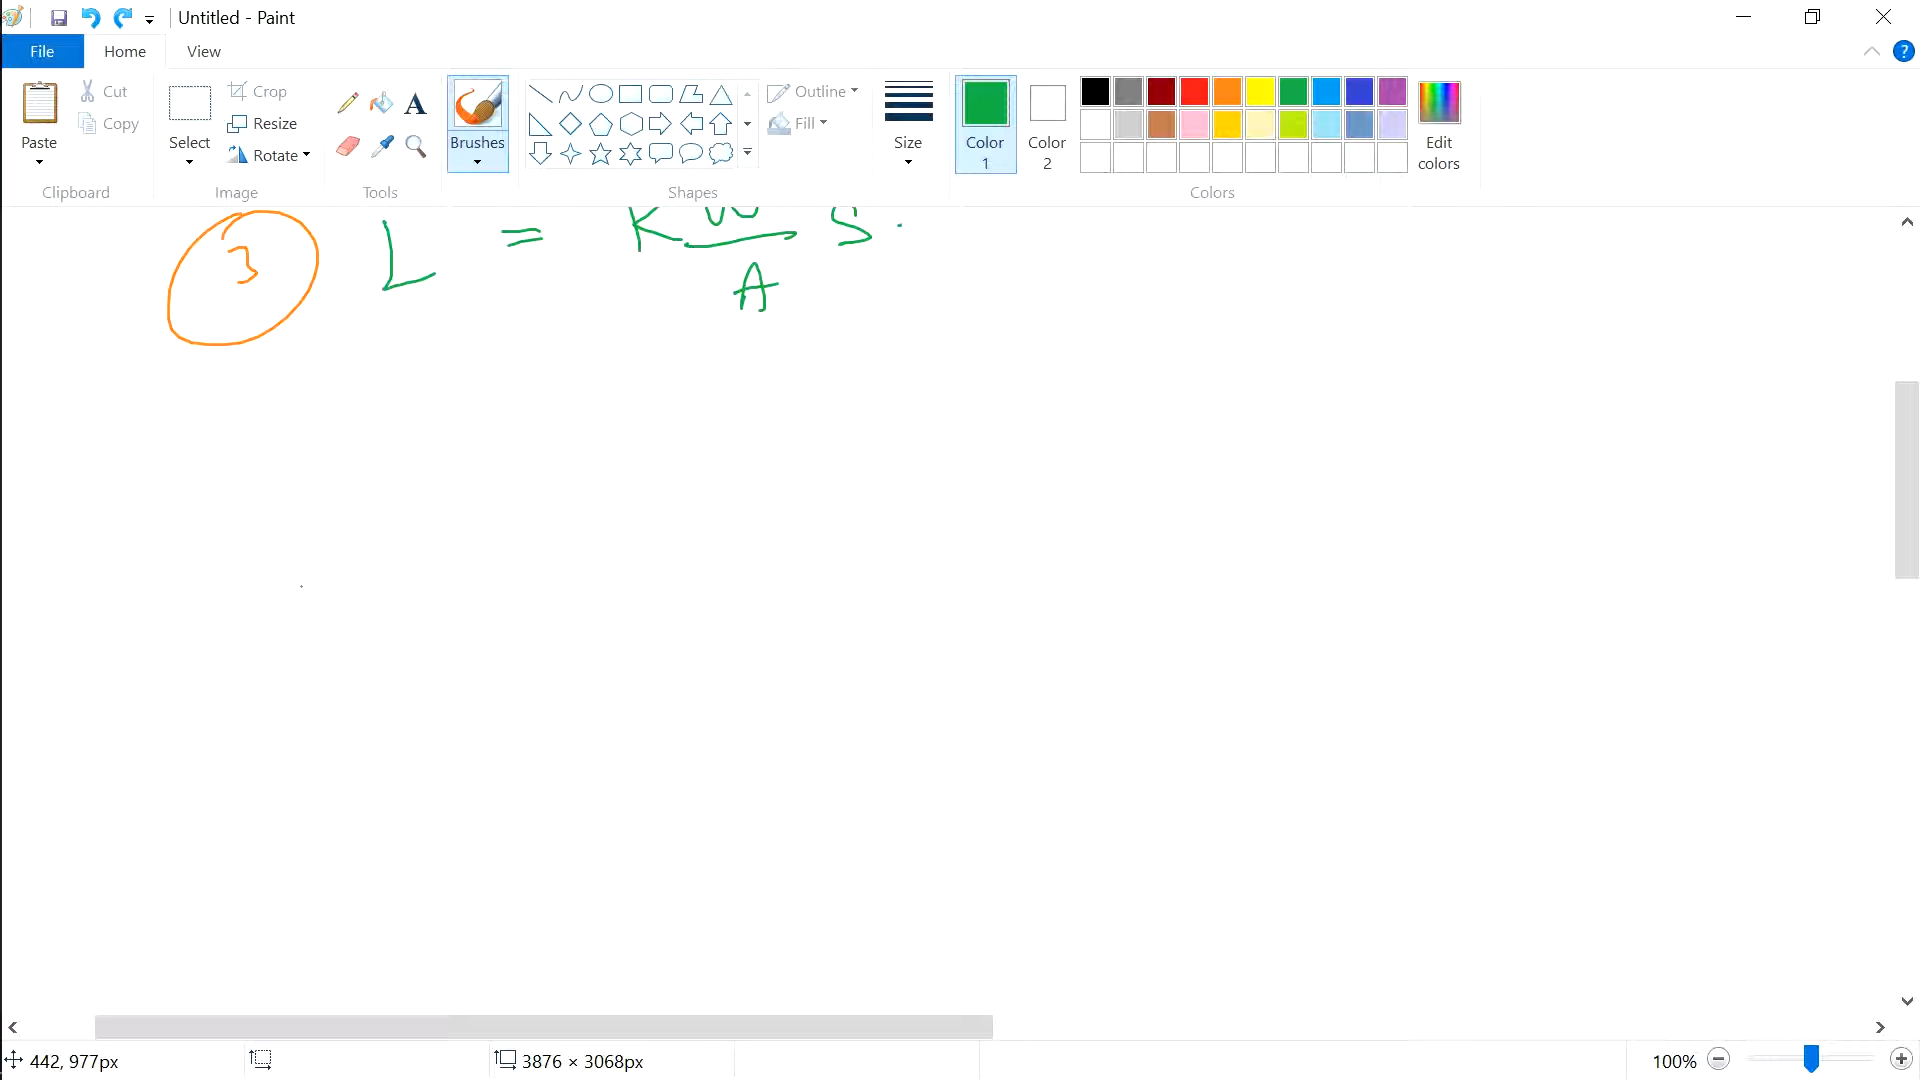 Untitled - Paint
File Home View
Paste
Cut
Copy
Clipboard
Select
Crop
Resize
Rotate
Image
Tools
Brushes
Shapes
Outline
Fill
Size
Color 1
Color 2
Edit colors
Colors
3 L = K W S
A
442, 977px
3876 × 3068px
100%